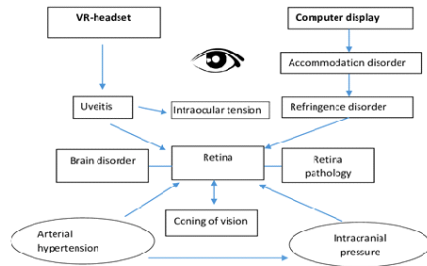 VR-headset
Computer display
Accommodation disorder
Uveitis
Intraocular tension
Refringence disorder
Brain disorder
Retina
Retira
pathology
Coning of vision
Arterial
hypertension
Intracranial
pressure